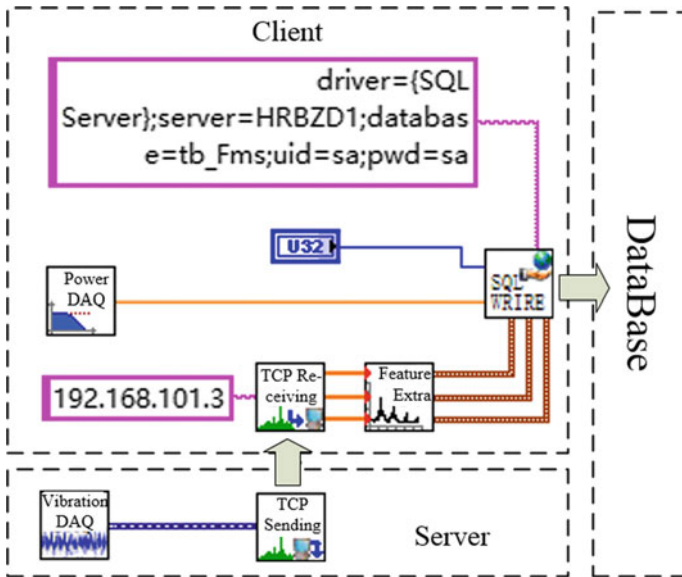 Client
driver={SQL
Server};server=HRBZD1;databas
e=tb_Fms;uid=sa;pwd=sa
U32
SQL
WRIRE
Power
DAQ
192.168.101.3
TCP Re-
ceiving
Feature
Extra
DataBase
Vibration
DAQ
TCP
Sending
Server